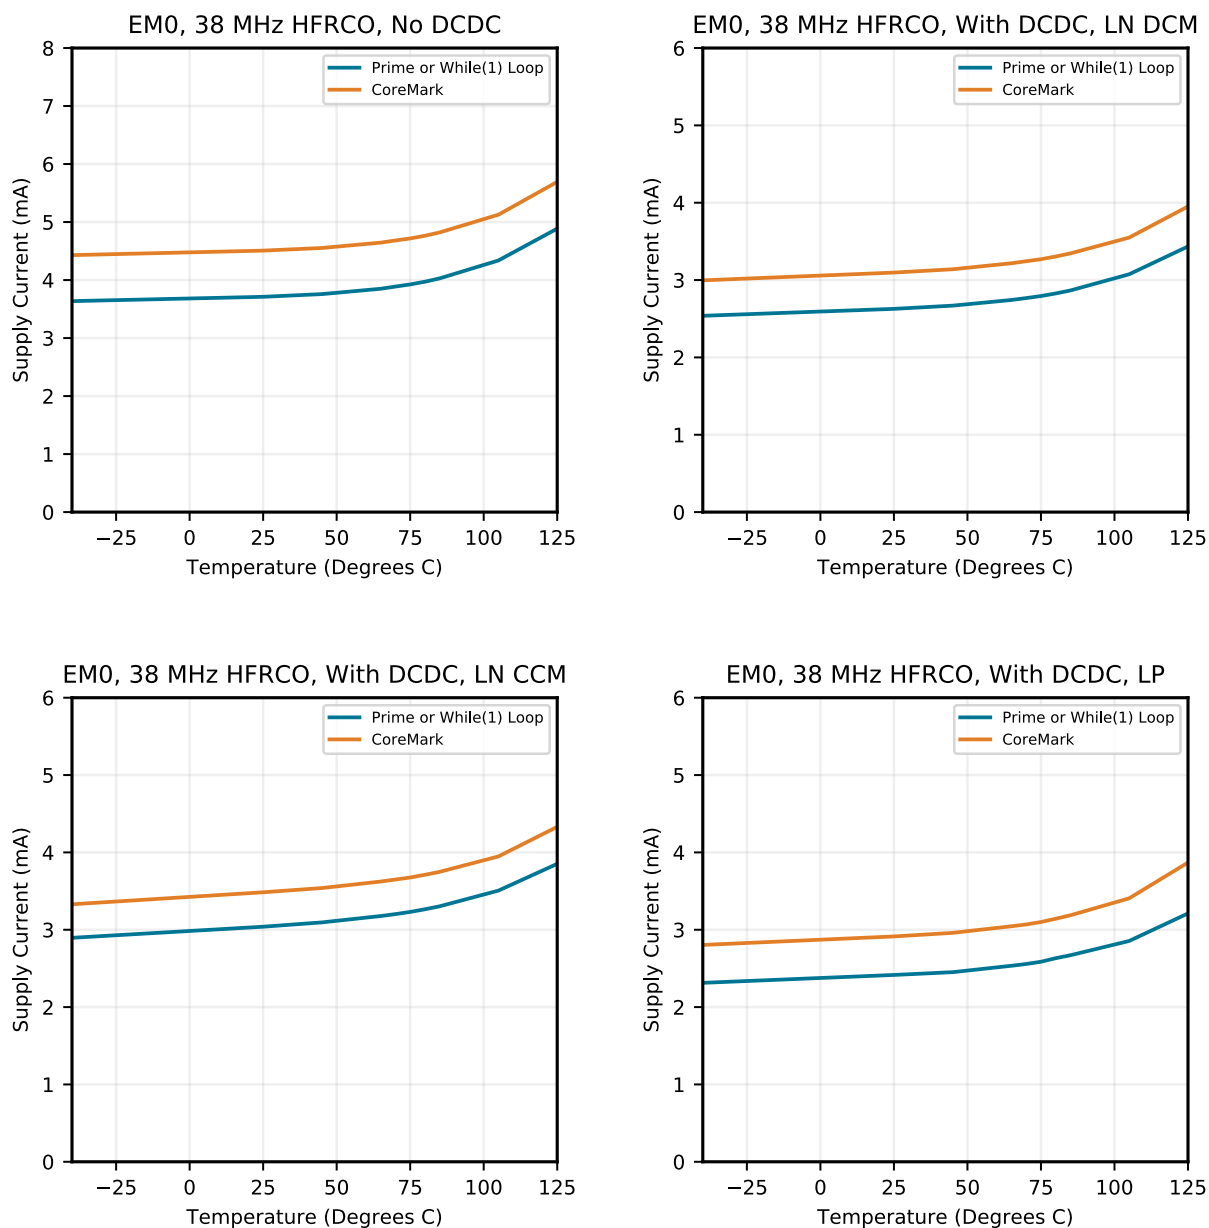 EM0, 38 MHz HFRCO, No DCDC
8
7
6
5
4
3
2
1
0
Supply Current (mA)
Prime or While(1) Loop
CoreMark
−25 0 25 50 75 100 125
Temperature (Degrees C)
EM0, 38 MHz HFRCO, With DCDC, LN DCM
6
5
4
3
2
1
0
Supply Current (mA)
Prime or While(1) Loop
CoreMark
−25 0 25 50 75 100 125
Temperature (Degrees C)
EM0, 38 MHz HFRCO, With DCDC, LN CCM
6
5
4
3
2
1
0
Supply Current (mA)
Prime or While(1) Loop
CoreMark
−25 0 25 50 75 100 125
Temperature (Degrees C)
EM0, 38 MHz HFRCO, With DCDC, LP
6
5
4
3
2
1
0
Supply Current (mA)
Prime or While(1) Loop
CoreMark
−25 0 25 50 75 100 125
Temperature (Degrees C)